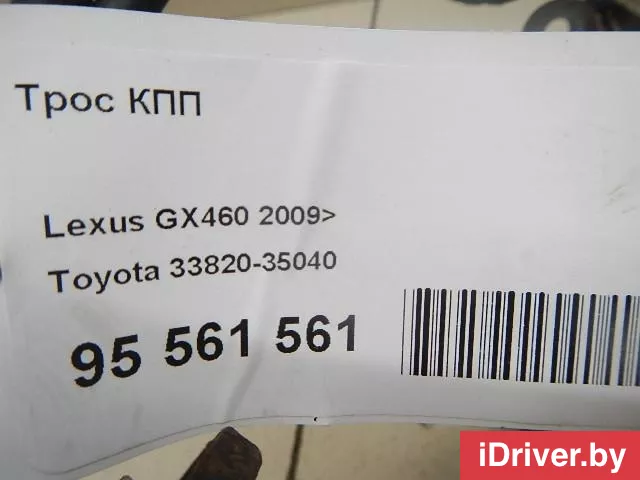 Трос КПП
Lexus GX460 2009>
Toyota 33820-35040
95 561 561
iDriver.by